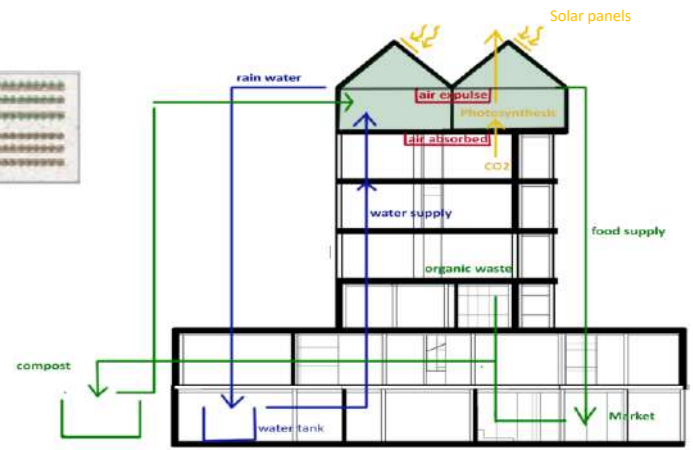 Solar panels
rain water
air expulse
Photosynthesis
air absorbed
CO2
water supply
food supply
organic waste
compost
Market
water tank